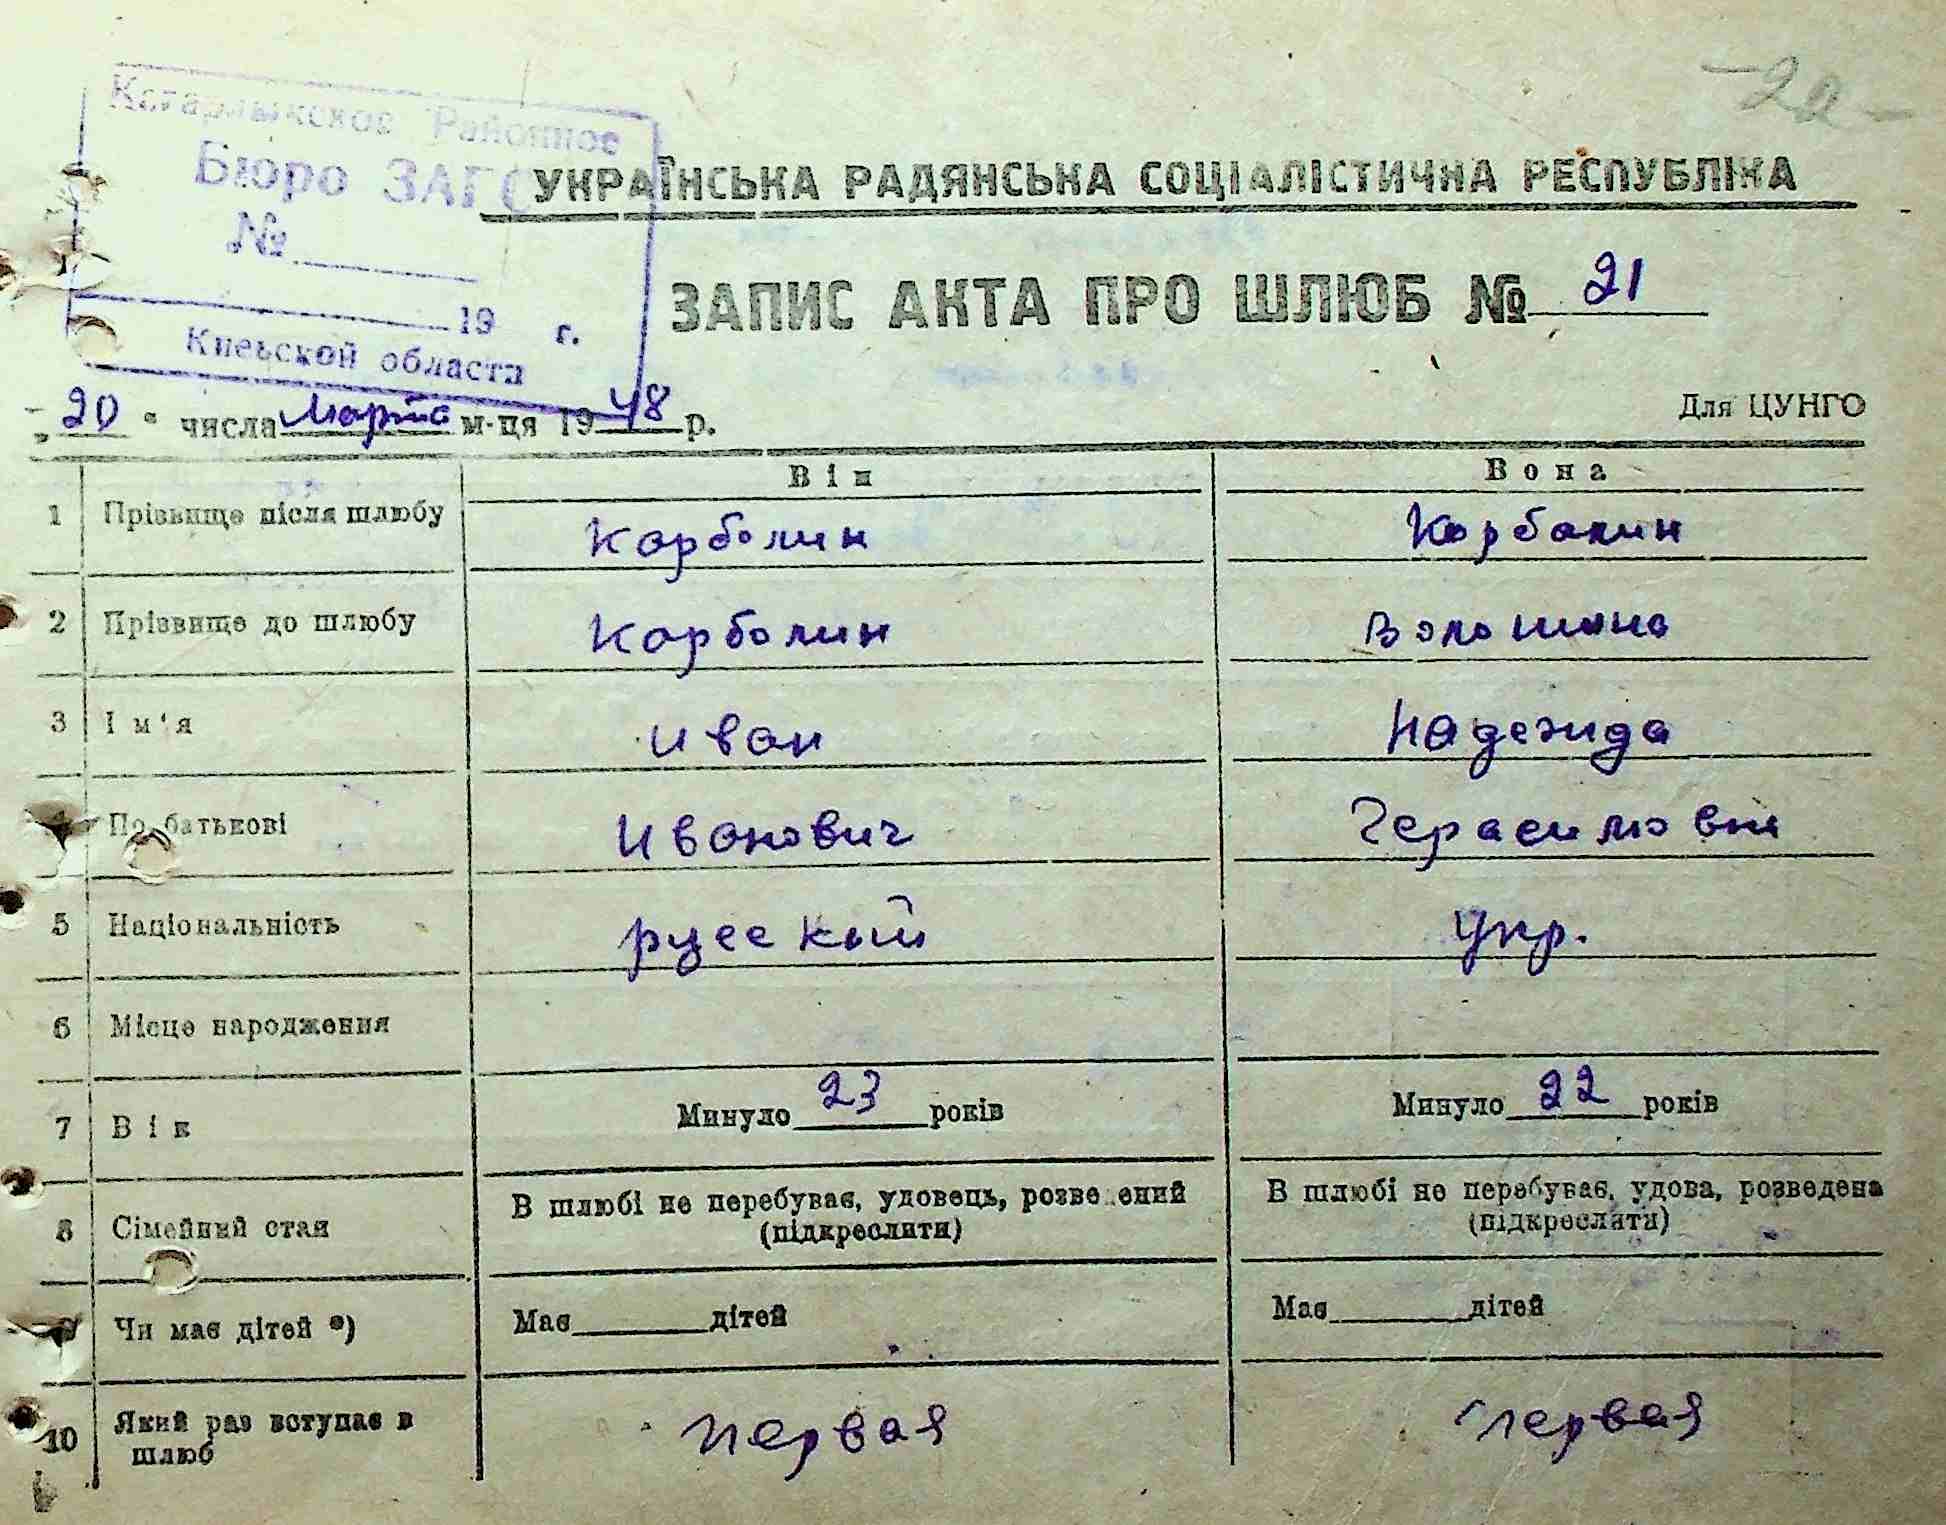 -2а-
Кагарлыкское Районное
Бюро ЗАГС
№
19 г.
Киевской области
УКРАЇНСЬКА РАДЯНСЬКА СОЦІАЛІСТИЧНА РЕСПУБЛІКА
ЗАПИС АКТА ПРО ШЛЮБ № 21
„20“ числа марта м-ця 1948 р.
Для ЦУНГО
Він Вона
1 Прізвище після шлюбу Карболин Карболин
2 Прізвище до шлюбу Карболин Волошина
3 Ім'я Иван Надежда
4 По батькові Иванович Герасимовна
5 Національність русский Укр.
6 Місце народження
7 Вік Минуло 23 років Минуло 22 років
8 Сімейний стан В шлюбі не перебуває, удовець, розведений (підкреслити) В шлюбі не перебуває, удова, розведена (підкреслити)
9 Чи має дітей *) Має дітей Має дітей
10 Який раз вступає в шлюб первая первая